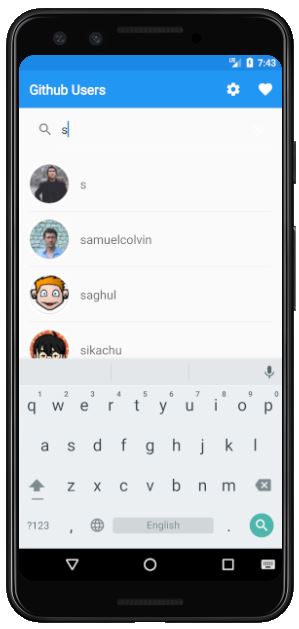 7:43
Github Users
s
s
samuelcolvin
saghul
sikachu
1 2 3 4 5 6 7 8 9 0
q w e r t y u i o p
a s d f g h j k l
z x c v b n m
?123 , English .